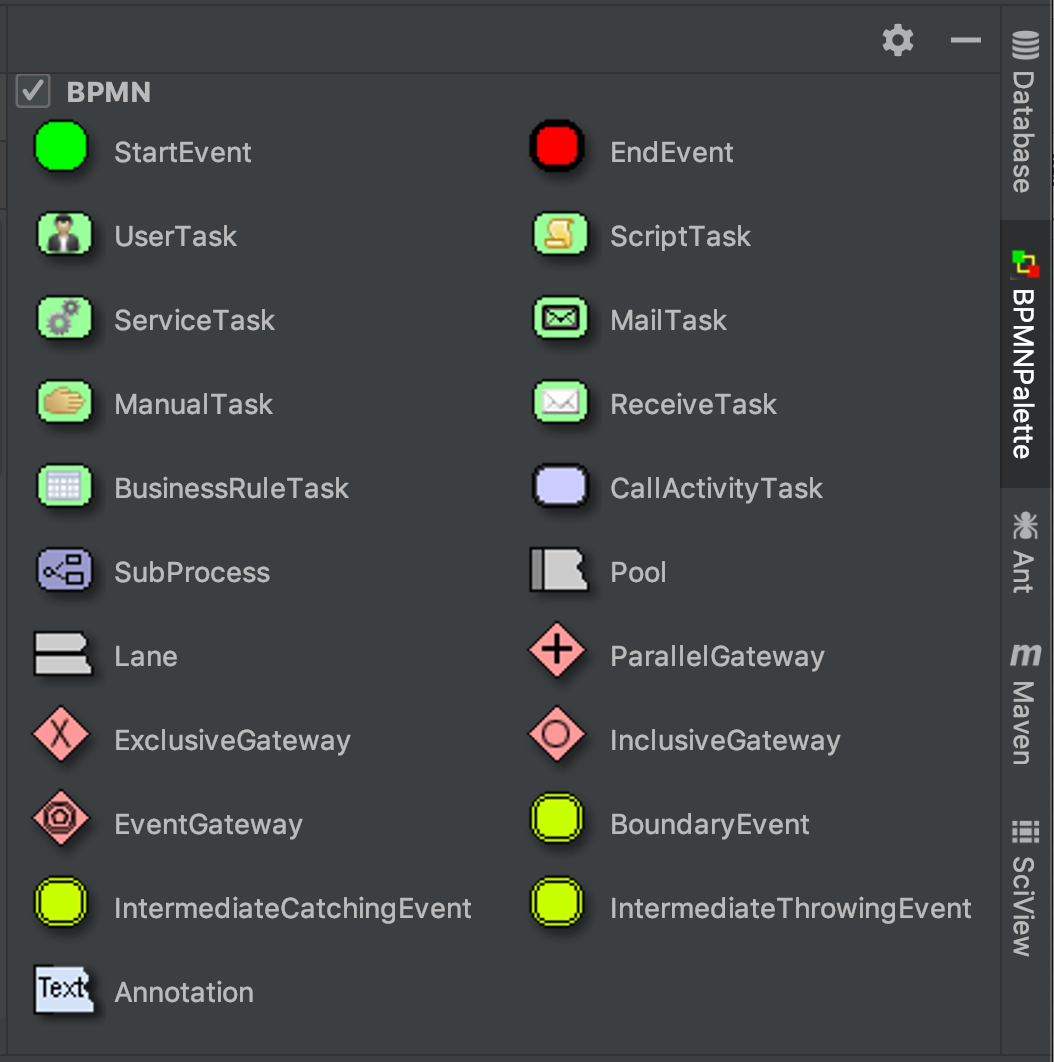 BPMN
StartEvent
EndEvent
UserTask
ScriptTask
ServiceTask
MailTask
ManualTask
ReceiveTask
BusinessRuleTask
CallActivityTask
SubProcess
Pool
Lane
ParallelGateway
X
ExclusiveGateway
InclusiveGateway
EventGateway
BoundaryEvent
IntermediateCatchingEvent
IntermediateThrowingEvent
Text
Annotation
Database
BPMNPalette
Ant
m
Maven
SciView